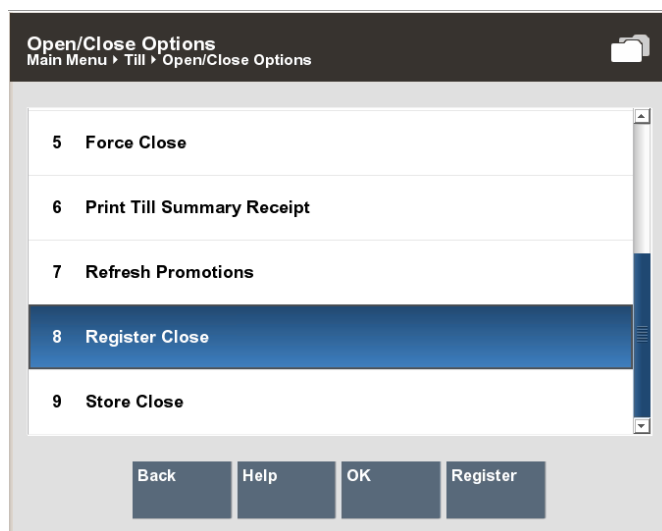 Open/Close Options
Main Menu ▸ Till ▸ Open/Close Options
5 Force Close
6 Print Till Summary Receipt
7 Refresh Promotions
8 Register Close
9 Store Close
Back Help OK Register